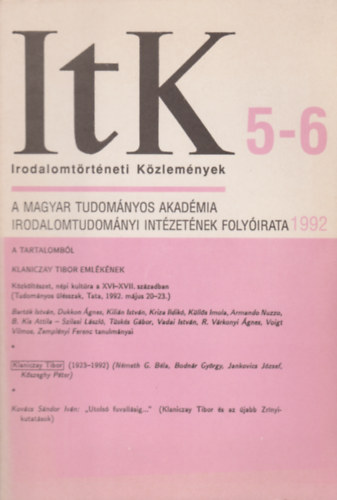 ItK
5-6
Irodalomtörténeti Közlemények
A MAGYAR TUDOMÁNYOS AKADÉMIA
IRODALOMTUDOMÁNYI INTÉZETÉNEK FOLYÓIRATA 1992
A TARTALOMBÓL
KLANICZAY TIBOR EMLÉKÉNEK
Közköltészet, népi kultúra a XVI–XVII. században
(Tudományos ülésszak, Tata, 1992. május 20–23.)
Bartók István, Dukkon Ágnes, Kilián István, Kríza Ildikó, Küllős Imola, Armando Nuzzo,
B. Kis Attila – Szilasi László, Tüskés Gábor, Vadai István, R. Várkonyi Ágnes, Voigt
Vilmos, Zemplényi Ferenc tanulmányai
*
Klaniczay Tibor (1923–1992) (Németh G. Béla, Bodnár György, Jankovics József,
Kőszeghy Péter)
*
Kovács Sándor Iván: „Utolsó fuvallásig…” (Klaniczay Tibor és az újabb Zrínyi-
kutatások)